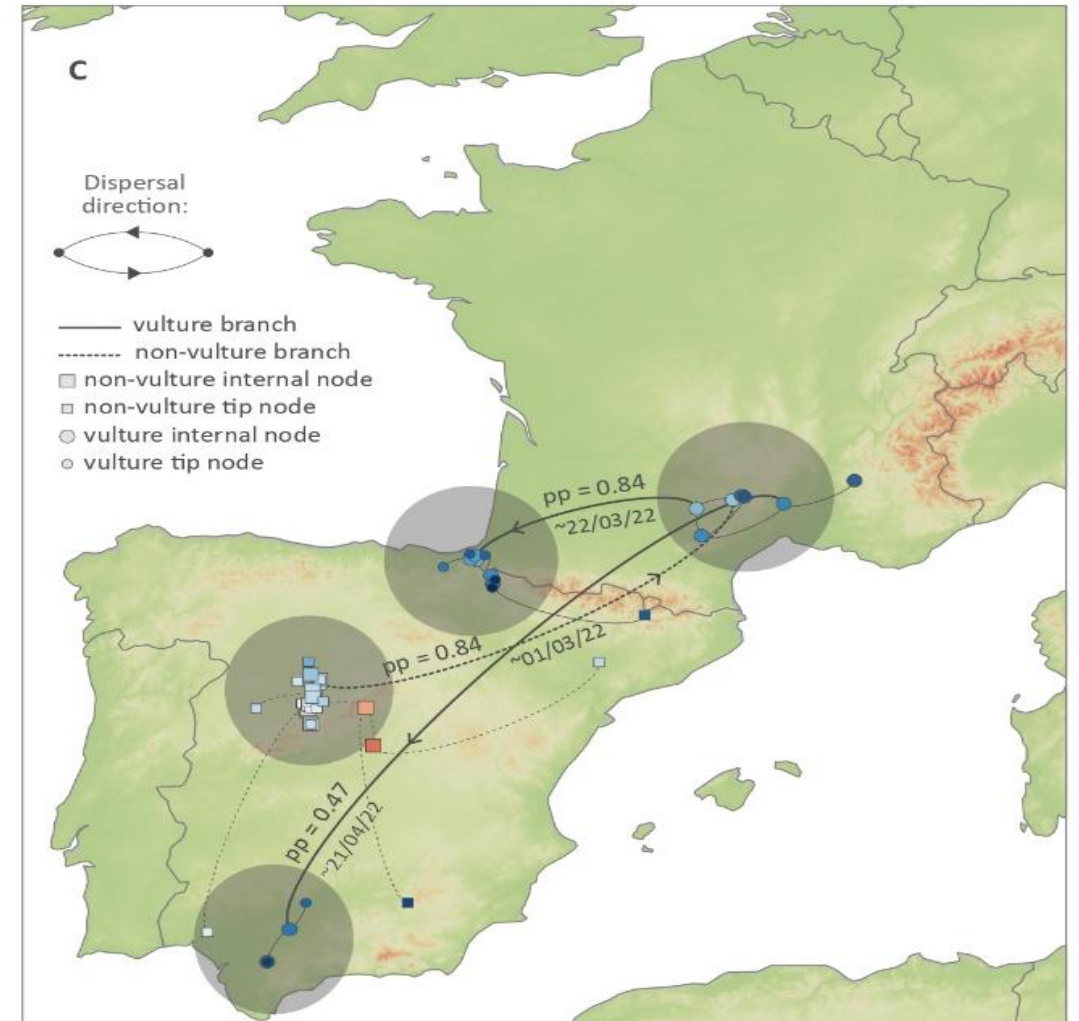 C
Dispersal
direction:
vulture branch
non-vulture branch
non-vulture internal node
non-vulture tip node
vulture internal node
vulture tip node
pp = 0.84
~22/03/22
pp = 0.84
~01/03/22
pp = 0.47
~21/04/22